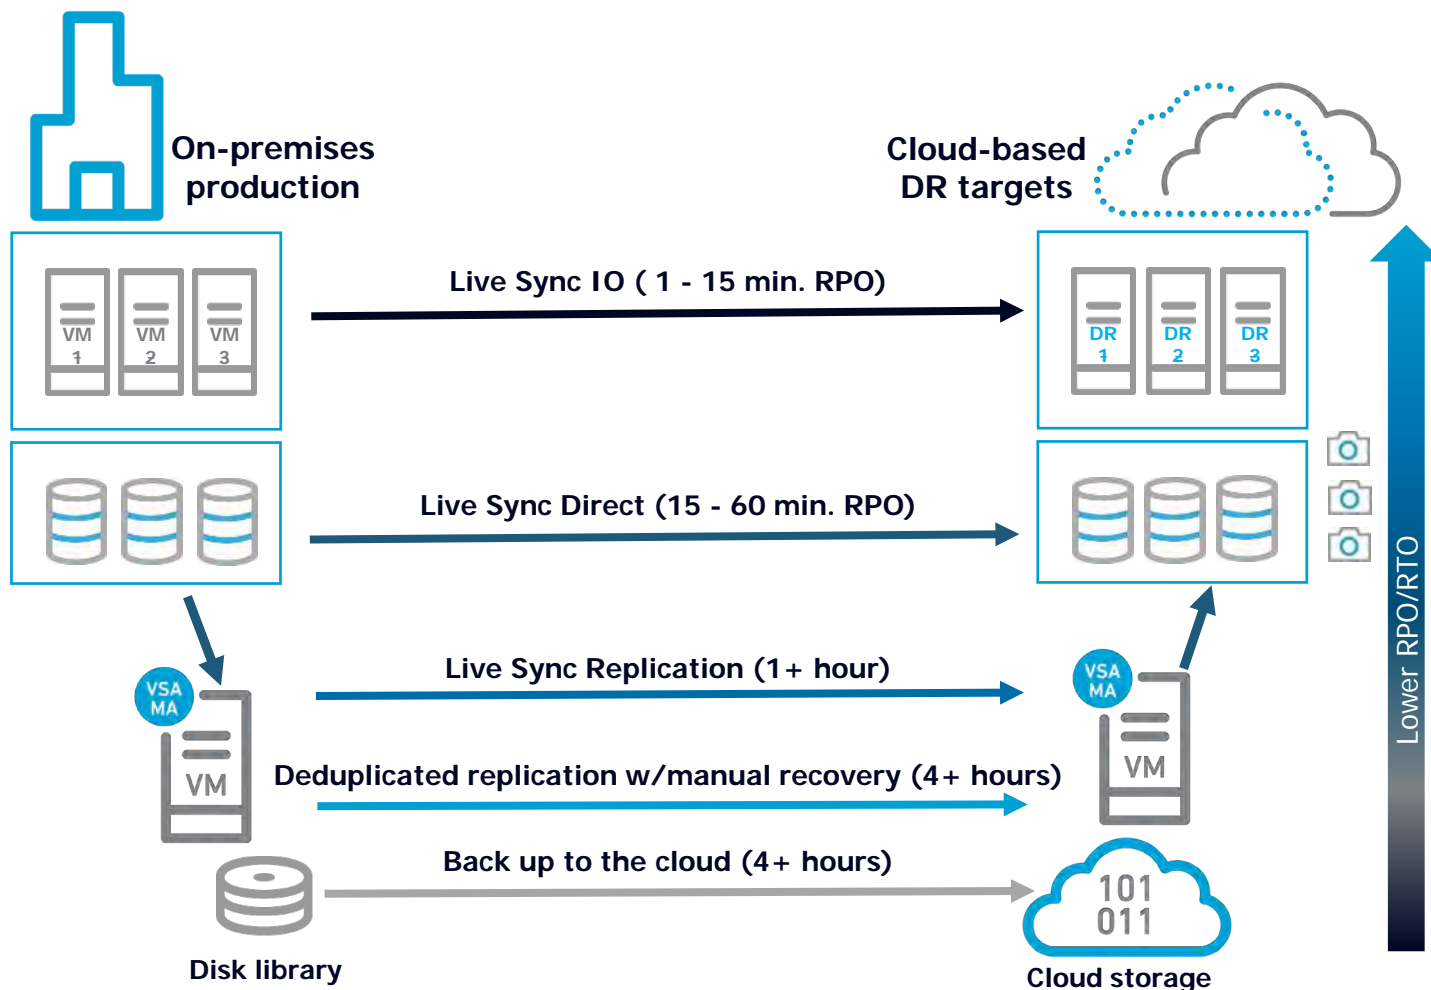 On-premises
production
Cloud-based
DR targets
Live Sync IO ( 1 - 15 min. RPO)
VM
1
VM
2
VM
3
DR
1
DR
2
DR
3
Live Sync Direct (15 - 60 min. RPO)
Lower RPO/RTO
Live Sync Replication (1+ hour)
VSA
MA
VM
VSA
MA
VM
Deduplicated replication w/manual recovery (4+ hours)
Back up to the cloud (4+ hours)
101
011
Disk library
Cloud storage